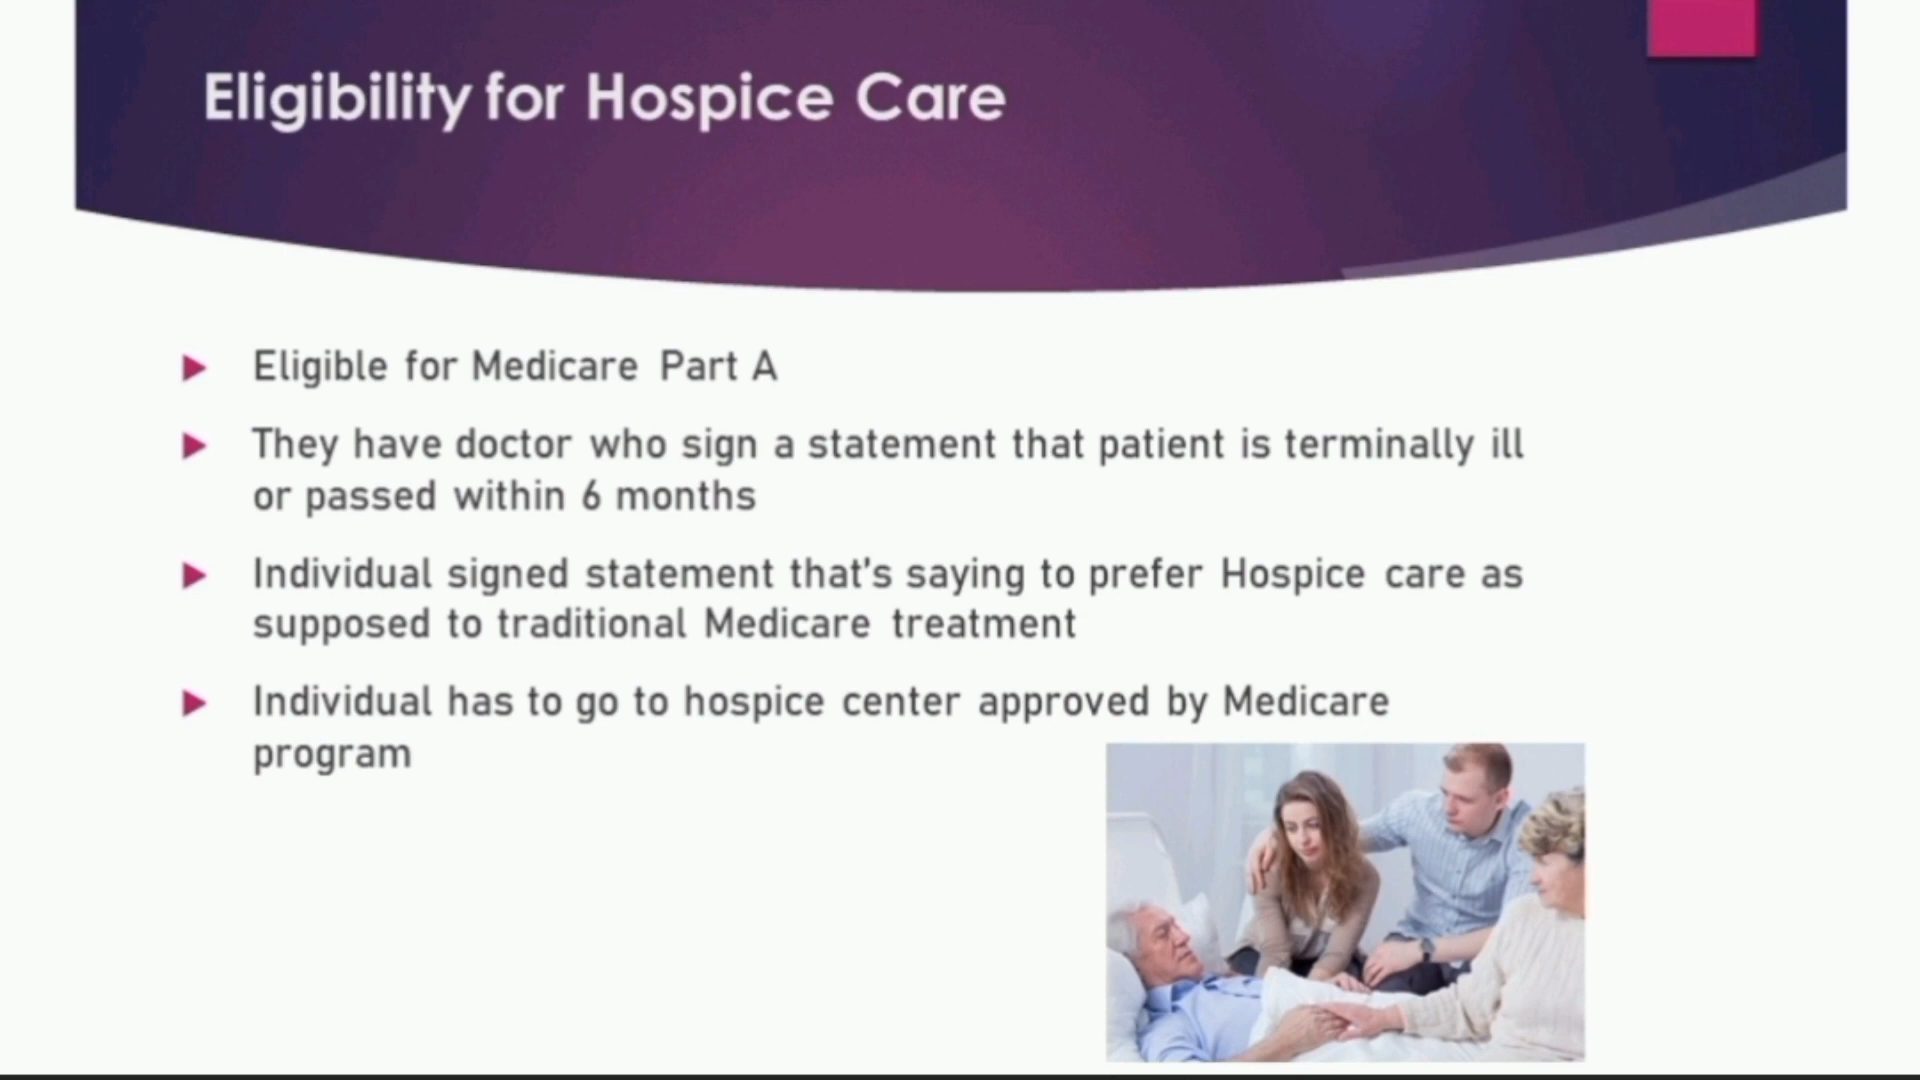 Eligibility for Hospice Care
Eligible for Medicare Part A
They have doctor who sign a statement that patient is terminally ill
or passed within 6 months
Individual signed statement that's saying to prefer Hospice care as
supposed to traditional Medicare treatment
Individual has to go to hospice center approved by Medicare
program